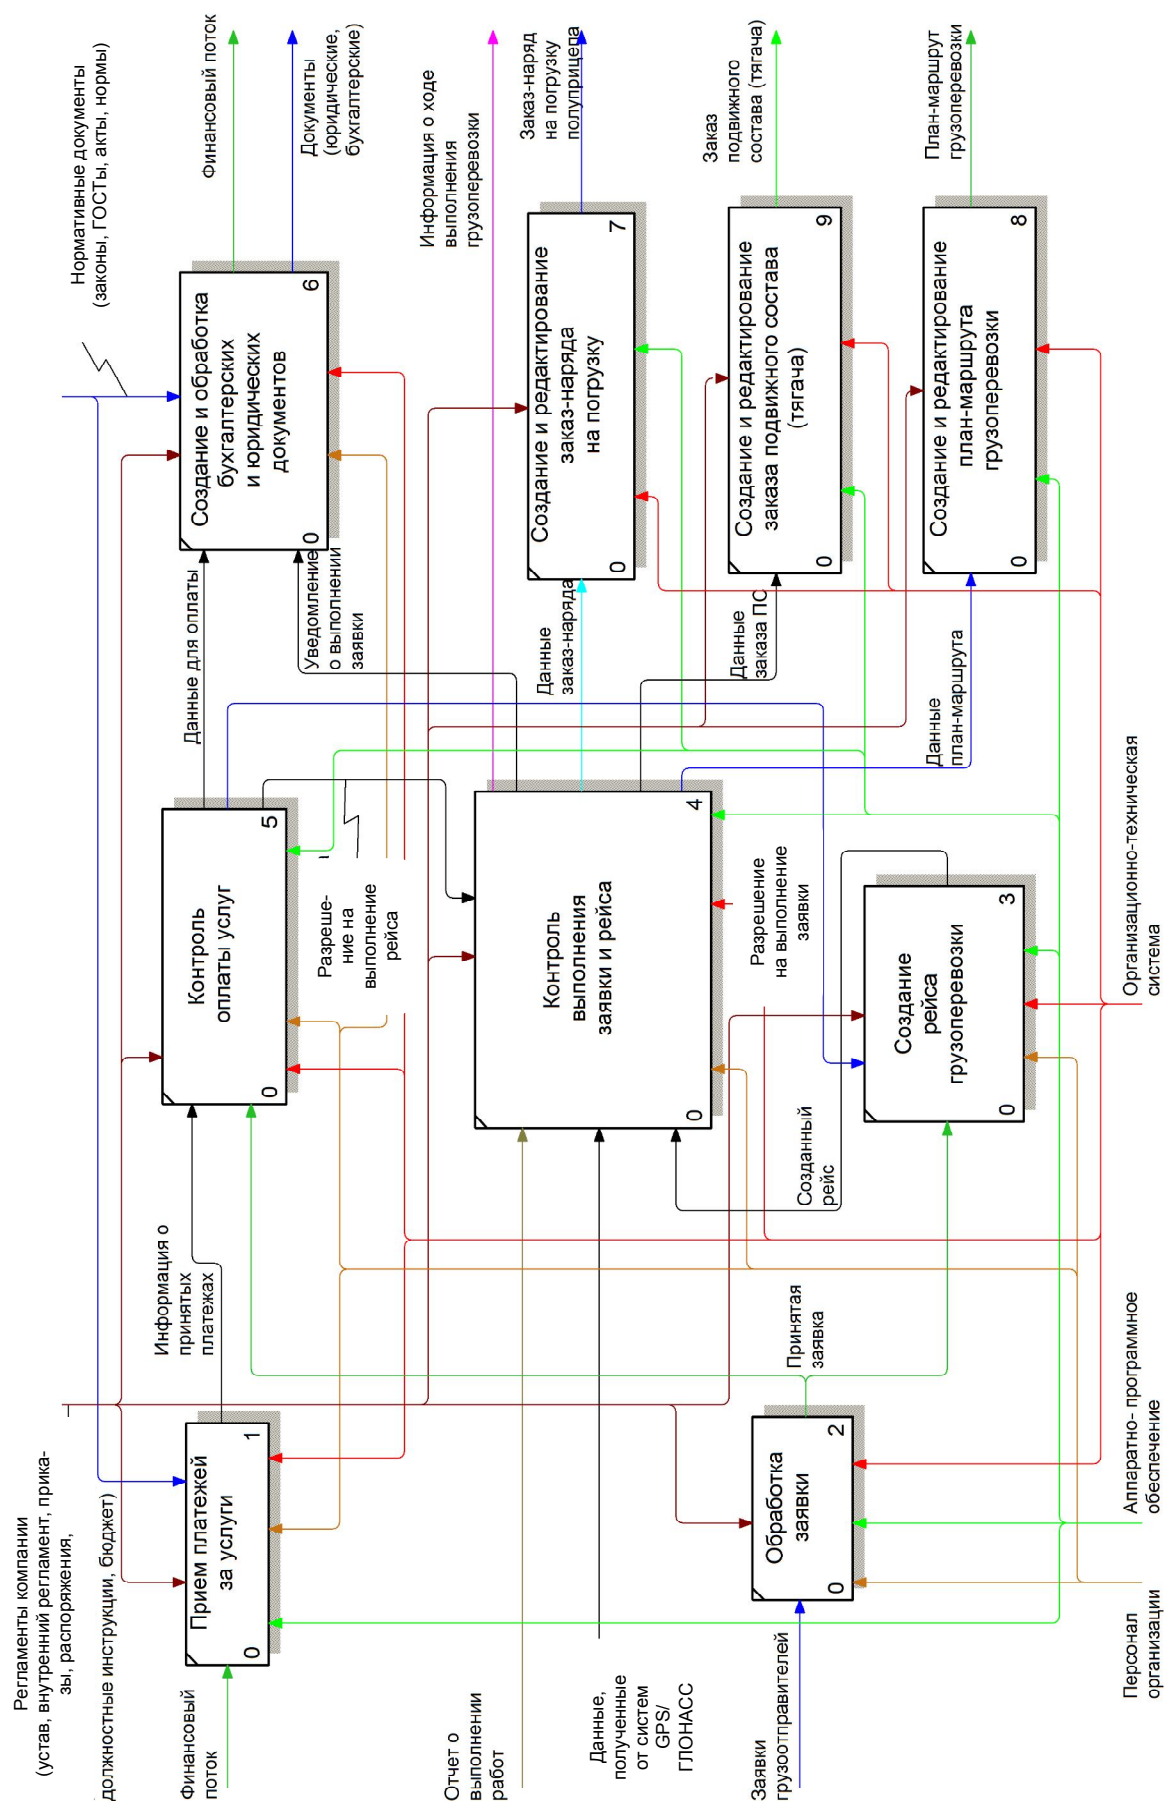 Регламенты компании
(устав, внутренний регламент, прика-
зы, распоряжения,
должностные инструкции, бюджет)
Нормативные документы
(законы, ГОСТы, акты, нормы)
Финансовый
поток
Прием платежей
за услуги
0
1
Информация о
принятых
платежах
Контроль
оплаты услуг
0
5
Данные для оплаты
Уведомление
о выполнении
заявки
Создание и обработка
бухгалтерских
и юридических
документов
0
6
Финансовый поток
Документы
(юридические,
бухгалтерские)
Разреше-
ние на
выполнение
рейса
Отчет о
выполнении
работ
Данные,
полученные
от систем
GPS/
ГЛОНАСС
Контроль
выполнения
заявки и рейса
0
4
Информация о ходе
выполнения
грузоперевозки
Данные
заказ-наряда
Создание и редактирование
заказ-наряда
на погрузку
0
7
Заказ-наряд
на погрузку
полуприцепа
Разрешение
на выполнение
заявки
Данные
заказа ПС
Создание и редактирование
заказа подвижного состава
(тягача)
0
9
Заказ
подвижного
состава (тягача)
Заявки
грузоотправителей
Обработка
заявки
0
2
Принятая
заявка
Созданный
рейс
Создание
рейса
грузоперевозки
0
3
Данные
план-маршрута
Создание и редактирование
план-маршрута
грузоперевозки
0
8
План-маршрут
грузоперевозки
Персонал
организации
Аппаратно- программное
обеспечение
Организационно-техническая
система